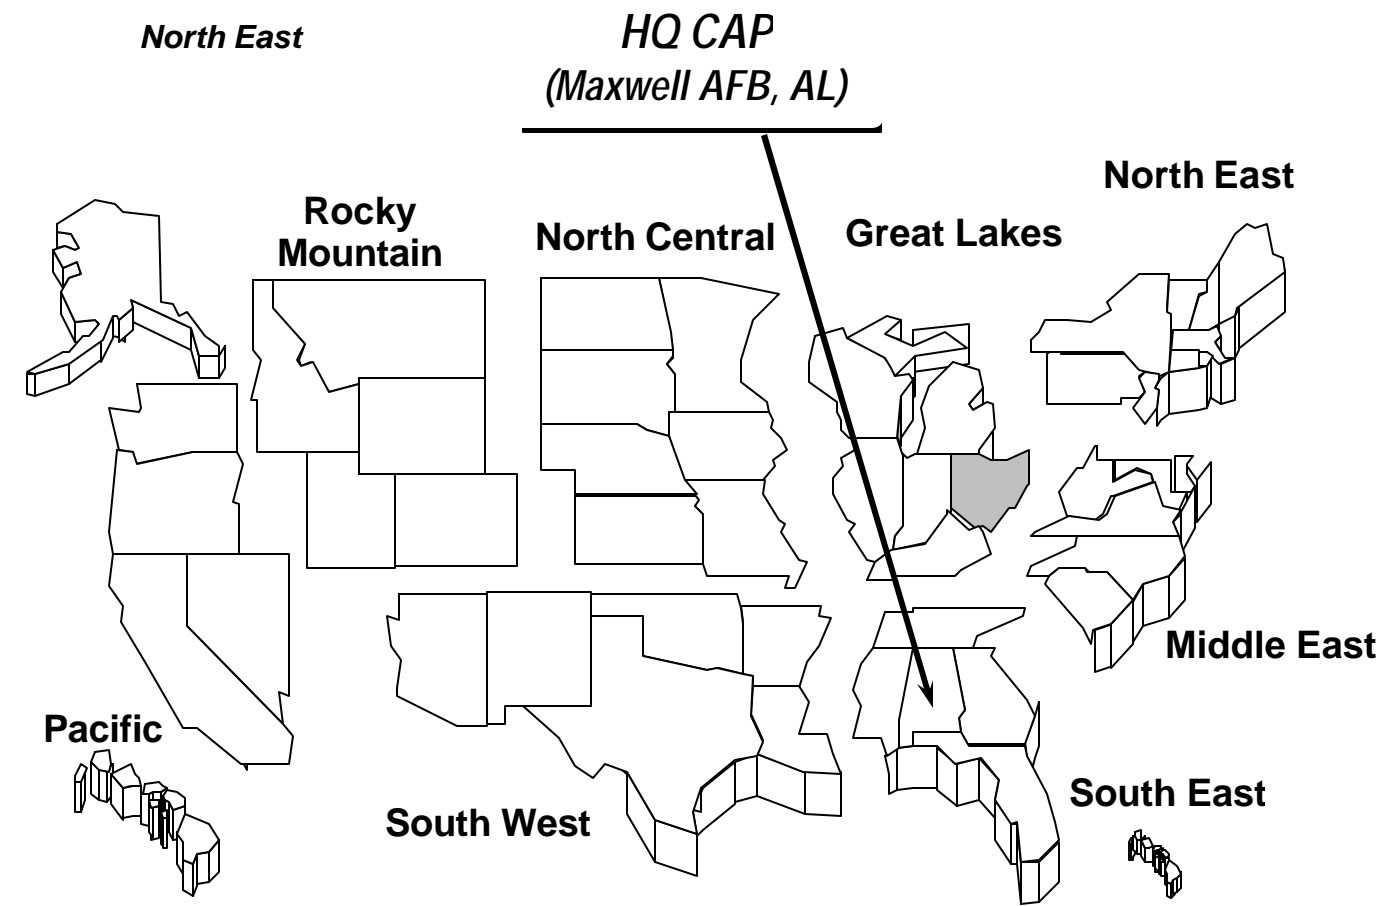 North East
HQ CAP
(Maxwell AFB, AL)
North East
Rocky
Mountain
North Central
Great Lakes
Middle East
Pacific
South East
South West